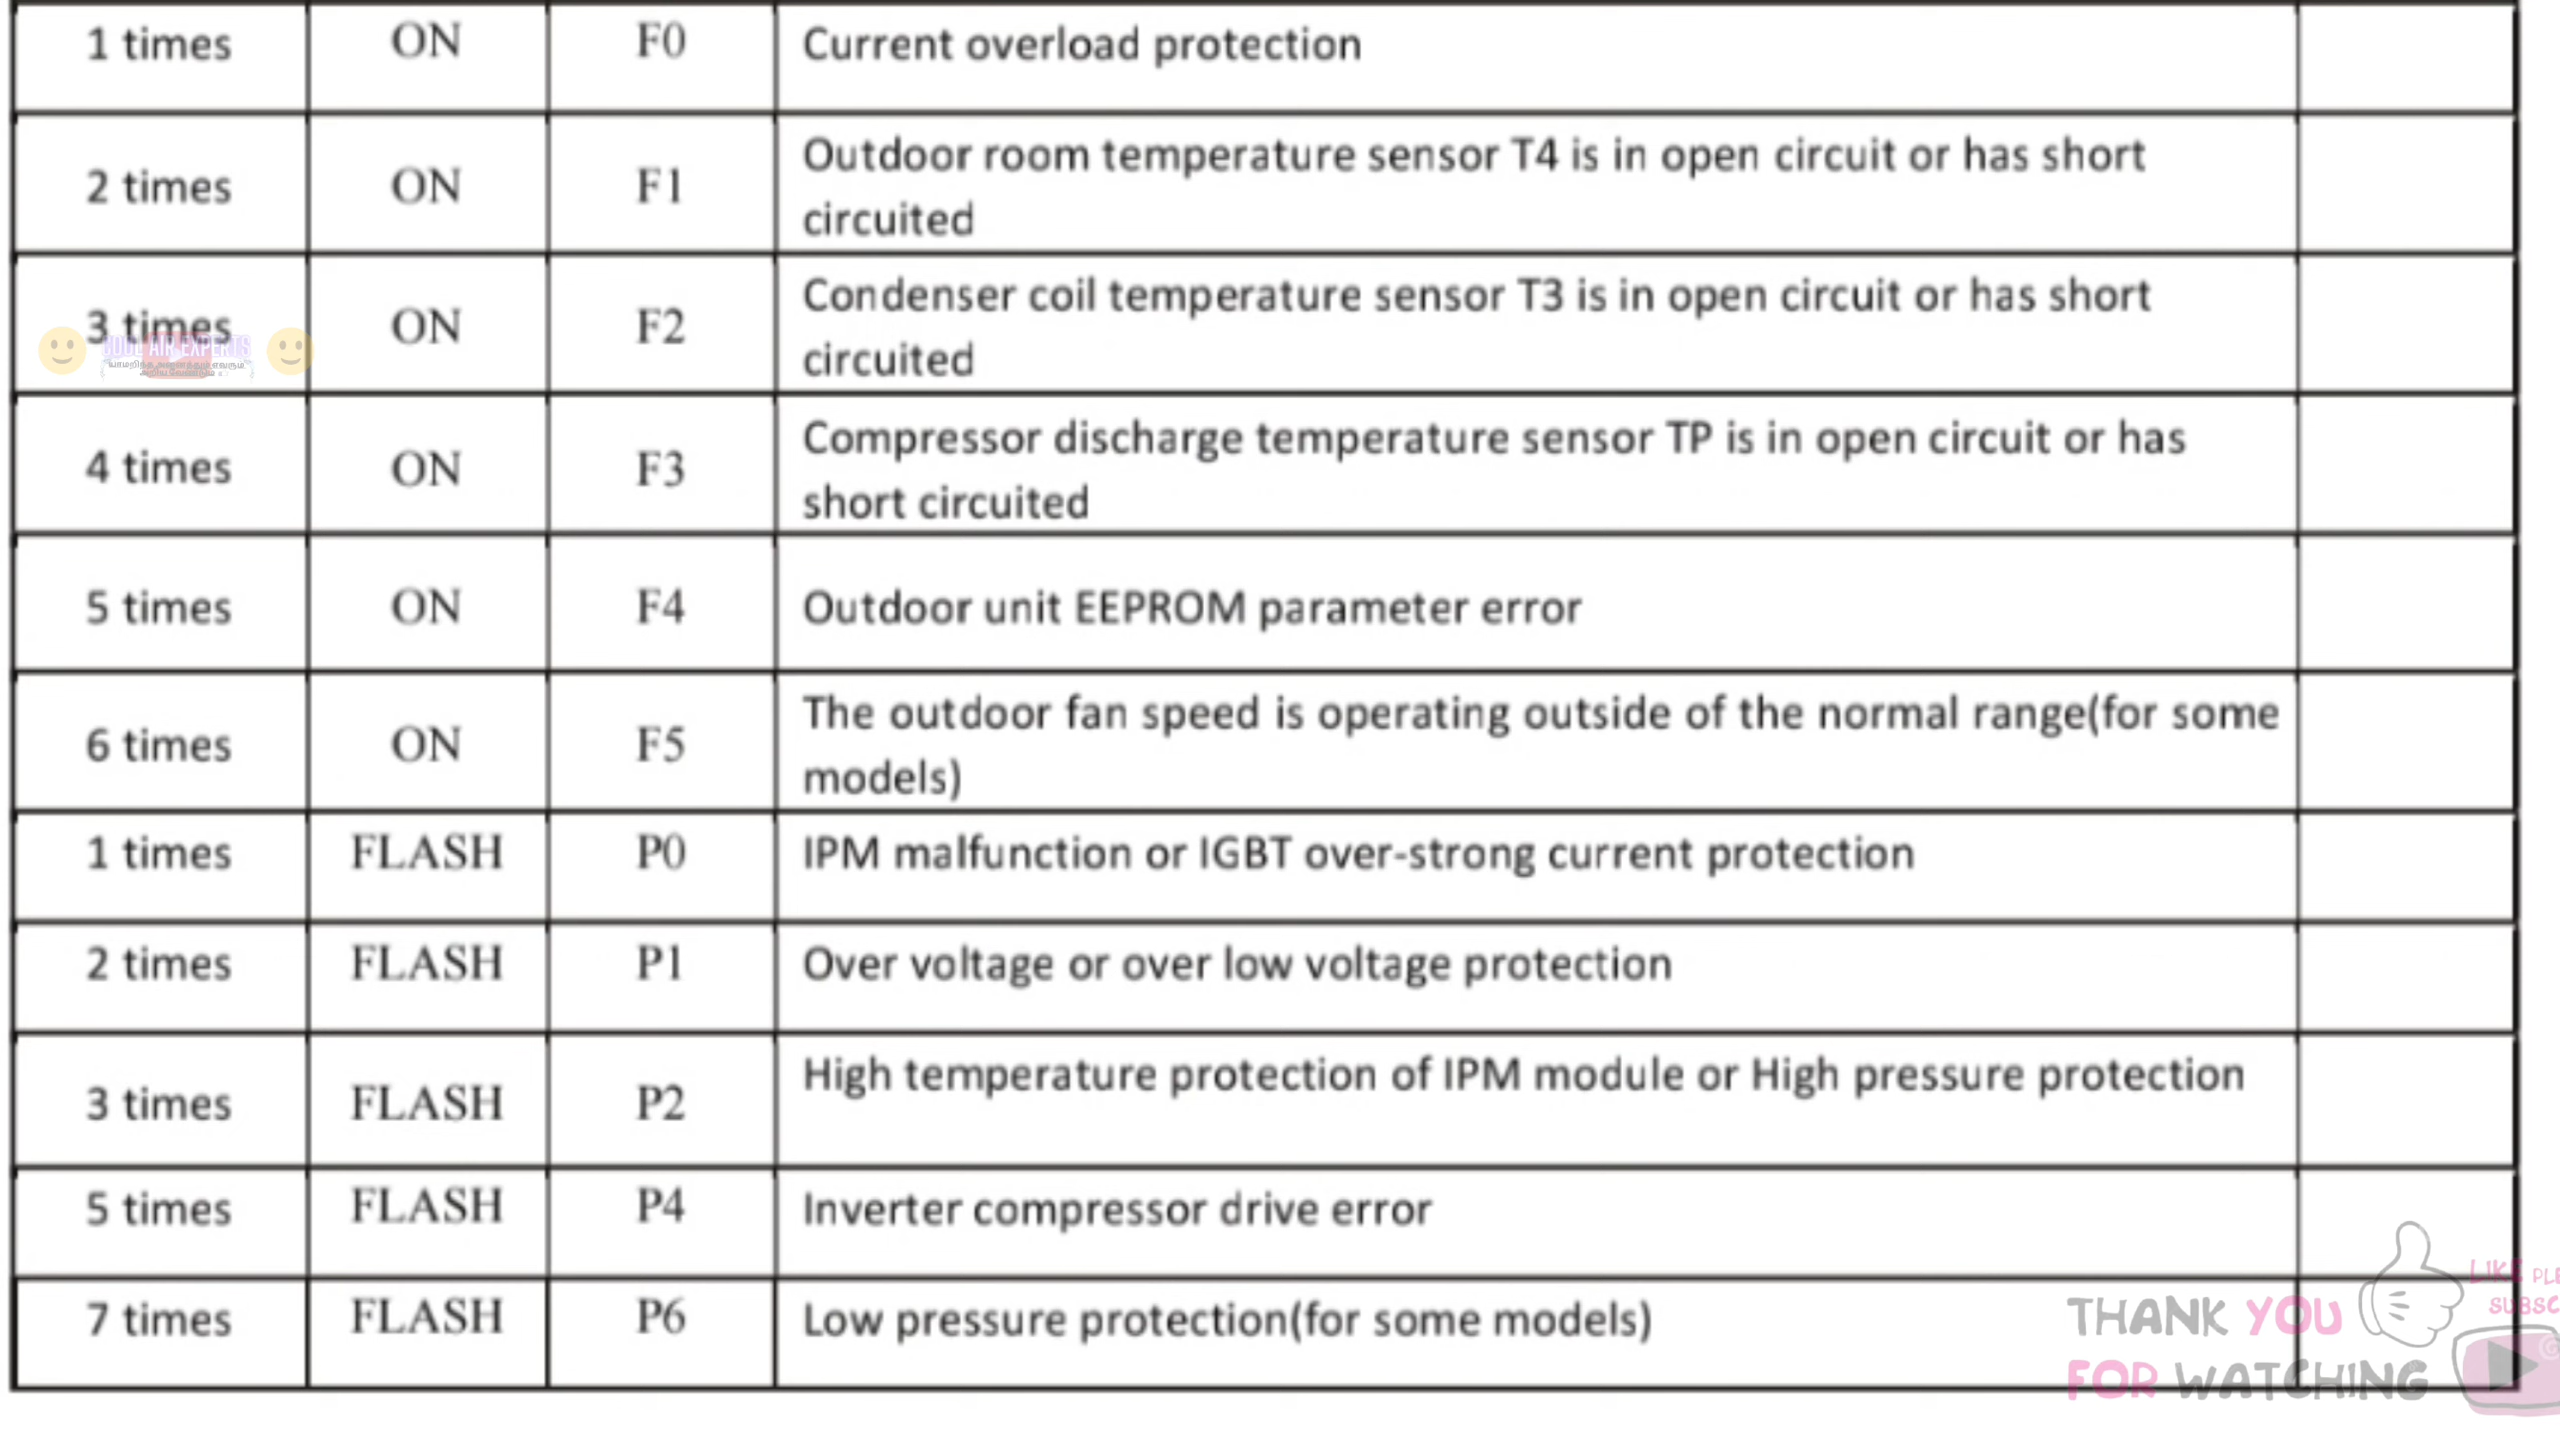 1 times ON F0 Current overload protection
2 times ON F1 Outdoor room temperature sensor T4 is in open circuit or has short
circuited
3 times ON F2 Condenser coil temperature sensor T3 is in open circuit or has short
circuited
AIR EXPERTS
4 times ON F3 Compressor discharge temperature sensor TP is in open circuit or has
short circuited
5 times ON F4 Outdoor unit EEPROM parameter error
6 times ON F5 The outdoor fan speed is operating outside of the normal range(for some
models)
1 times FLASH P0 IPM malfunction or IGBT over-strong current protection
2 times FLASH P1 Over voltage or over low voltage protection
3 times FLASH P2 High temperature protection of IPM module or High pressure protection
5 times FLASH P4 Inverter compressor drive error
7 times FLASH P6 Low pressure protection(for some models)
THANK YOU
FOR WATCHING
LIKE PLE
SUBSC